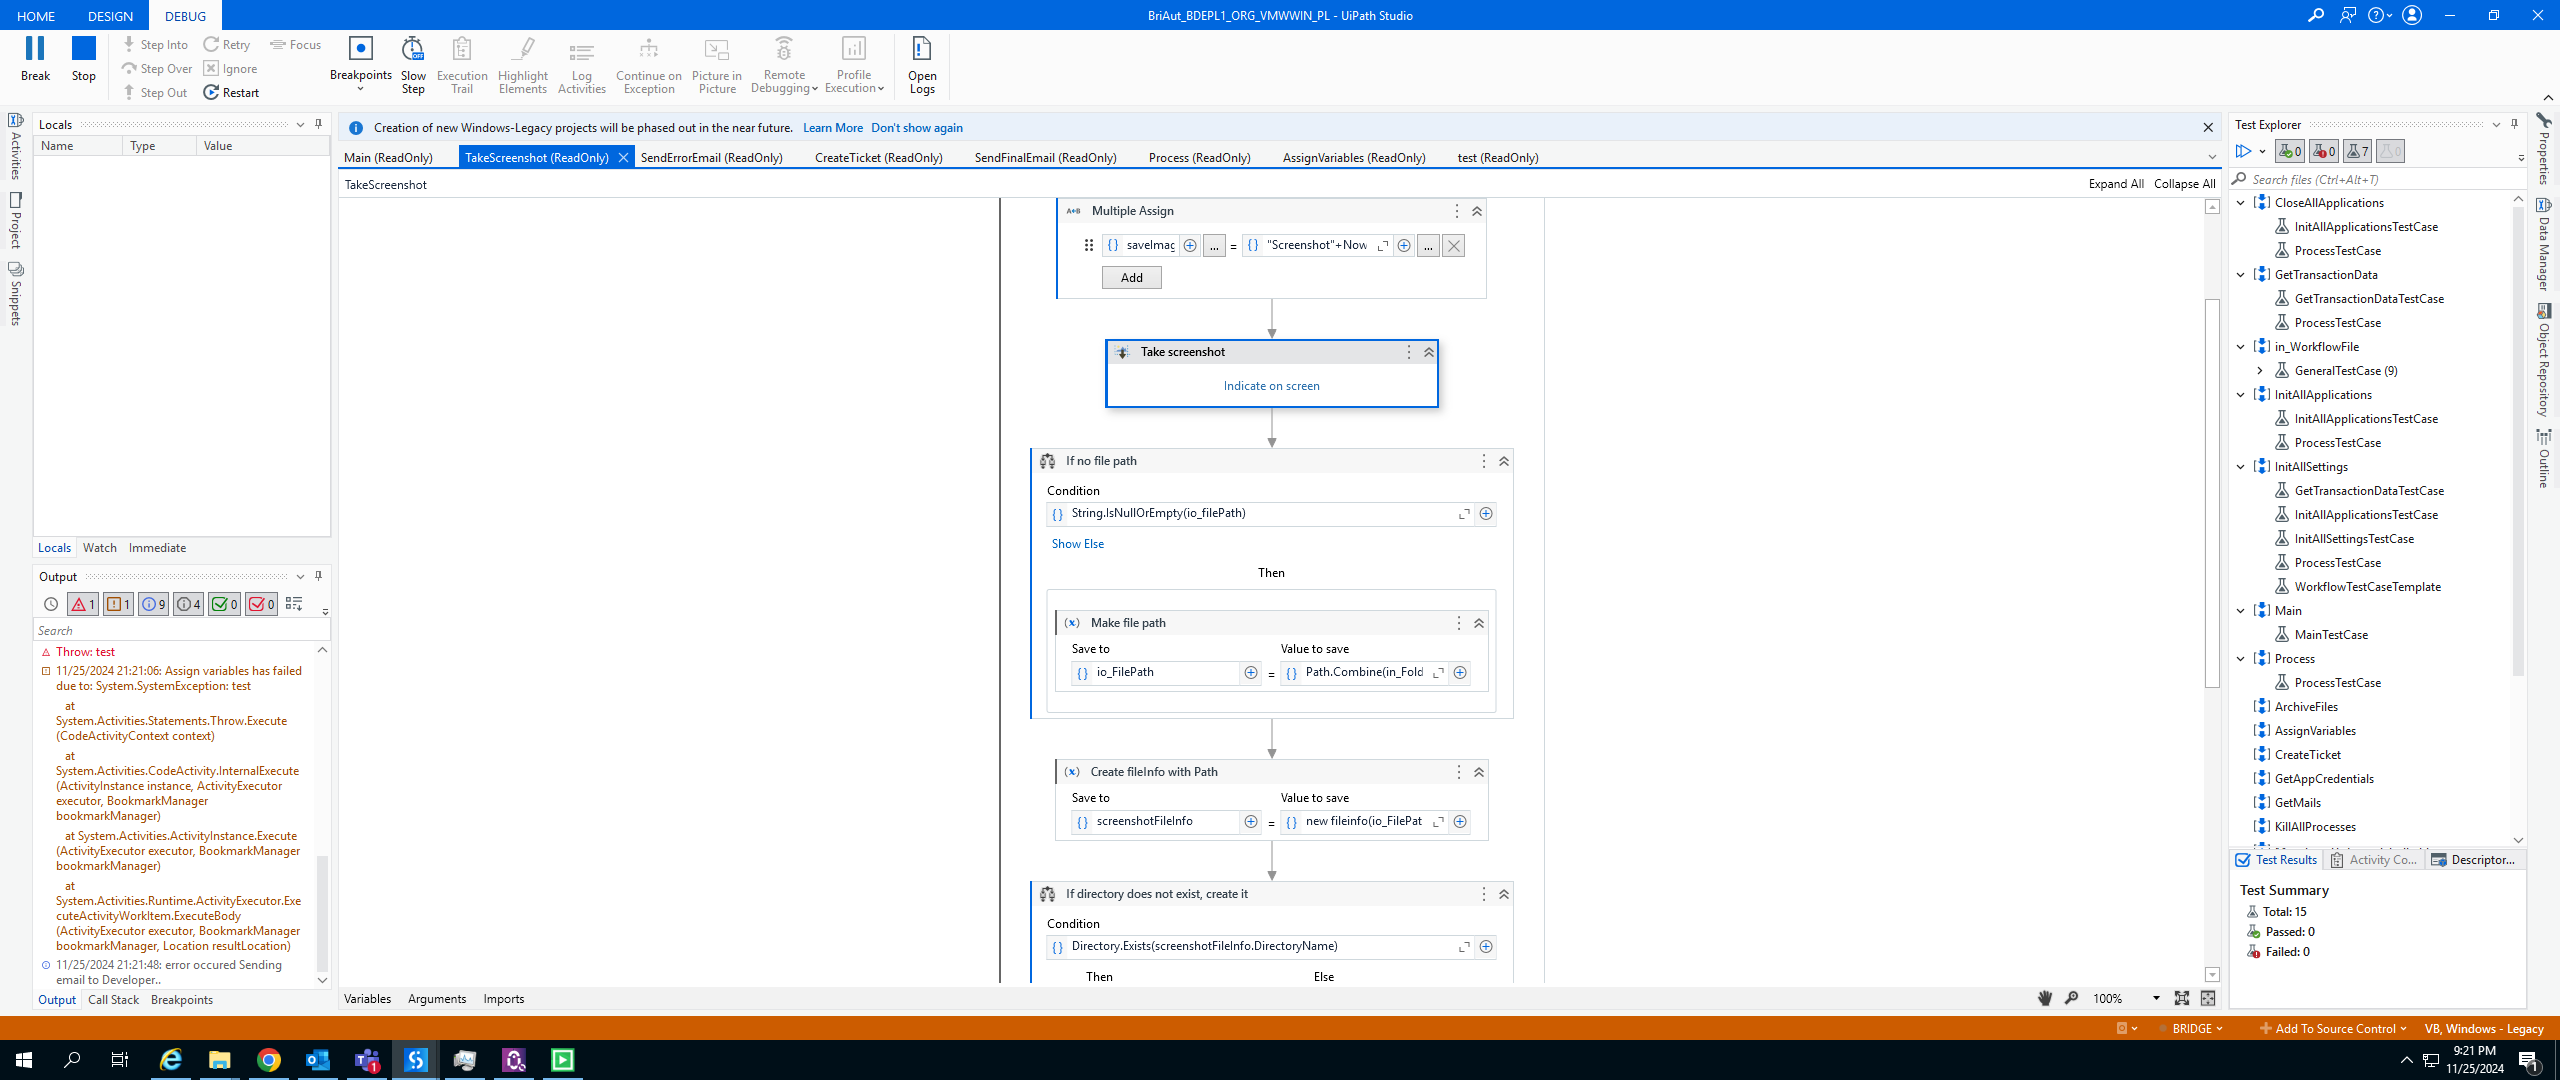 HOME DESIGN DEBUG
BriAut_BDEPL1_ORG_VMWWIN_PL - UiPath Studio
Break
Stop
Step Into
Step Over
Step Out
Retry
Ignore
Restart
Focus
Breakpoints
Slow Step
Execution Trail
Highlight Elements
Log Activities
Continue on Exception
Picture in Picture
Remote Debugging
Profile Execution
Open Logs
Activities
Project
Snippets
Locals
Name Type Value
Locals Watch Immediate
Output
1 1 9 4 0 0
Search
Throw: test
11/25/2024 21:21:06: Assign variables has failed
due to: System.SystemException: test
at
System.Activities.Statements.Throw.Execute
(CodeActivityContext context)
at
System.Activities.CodeActivity.InternalExecute
(ActivityInstance instance, ActivityExecutor
executor, BookmarkManager
bookmarkManager)
at System.Activities.ActivityInstance.Execute
(ActivityExecutor executor, BookmarkManager
bookmarkManager)
at
System.Activities.Runtime.ActivityExecutor.Exe
cuteActivityWorkItem.ExecuteBody
(ActivityExecutor executor, BookmarkManager
bookmarkManager, Location resultLocation)
11/25/2024 21:21:48: error occured Sending
email to Developer..
Output Call Stack Breakpoints
Creation of new Windows-Legacy projects will be phased out in the near future. Learn More Don't show again
Main (ReadOnly) TakeScreenshot (ReadOnly) SendErrorEmail (ReadOnly) CreateTicket (ReadOnly) SendFinalEmail (ReadOnly) Process (ReadOnly) AssignVariables (ReadOnly) test (ReadOnly)
TakeScreenshot
Expand All Collapse All
A+B Multiple Assign
saveImag ... = "Screenshot"+Now ...
Add
Take screenshot
Indicate on screen
If no file path
Condition
String.IsNullOrEmpty(io_filePath)
Show Else
Then
Make file path
Save to Value to save
io_FilePath = Path.Combine(in_Fold
Create fileInfo with Path
Save to Value to save
screenshotFileInfo = new fileinfo(io_FilePat
If directory does not exist, create it
Condition
Directory.Exists(screenshotFileInfo.DirectoryName)
Then Else
Variables Arguments Imports
100%
Test Explorer
0 0 7 0
Search files (Ctrl+Alt+T)
CloseAllApplications
InitAllApplicationsTestCase
ProcessTestCase
GetTransactionData
GetTransactionDataTestCase
ProcessTestCase
in_WorkflowFile
GeneralTestCase (9)
InitAllApplications
InitAllApplicationsTestCase
ProcessTestCase
InitAllSettings
GetTransactionDataTestCase
InitAllApplicationsTestCase
InitAllSettingsTestCase
ProcessTestCase
WorkflowTestCaseTemplate
Main
MainTestCase
Process
ProcessTestCase
ArchiveFiles
AssignVariables
CreateTicket
GetAppCredentials
GetMails
KillAllProcesses
Test Results Activity Co... Descriptor...
Test Summary
Total: 15
Passed: 0
Failed: 0
Properties
Data Manager
Object Repository
Outline
BRIDGE Add To Source Control VB, Windows - Legacy
9:21 PM
11/25/2024
1
1